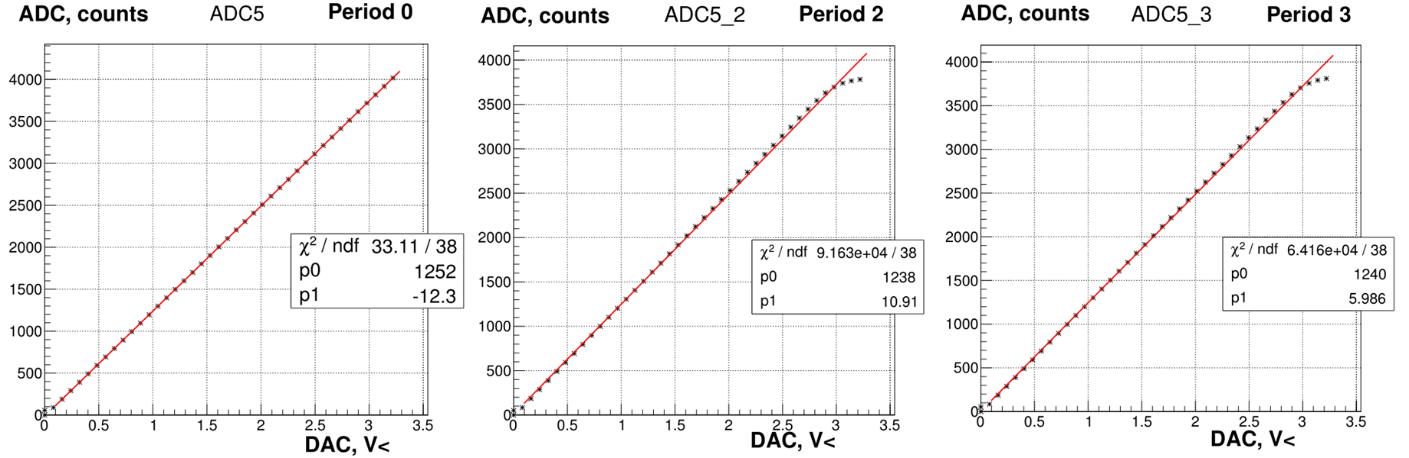 ADC, counts ADC5 Period 0
4000
3500
3000
2500
2000
1500
1000
500
0
χ² / ndf 33.11 / 38
p0 1252
p1 -12.3
0 0.5 1 1.5 2 2.5 3 3.5
DAC, V<
ADC, counts ADC5_2 Period 2
4000
3500
3000
2500
2000
1500
1000
500
0
χ² / ndf 9.163e+04 / 38
p0 1238
p1 10.91
0 0.5 1 1.5 2 2.5 3 3.5
DAC, V<
ADC, counts ADC5_3 Period 3
4000
3500
3000
2500
2000
1500
1000
500
0
χ² / ndf 6.416e+04 / 38
p0 1240
p1 5.986
0 0.5 1 1.5 2 2.5 3 3.5
DAC, V<